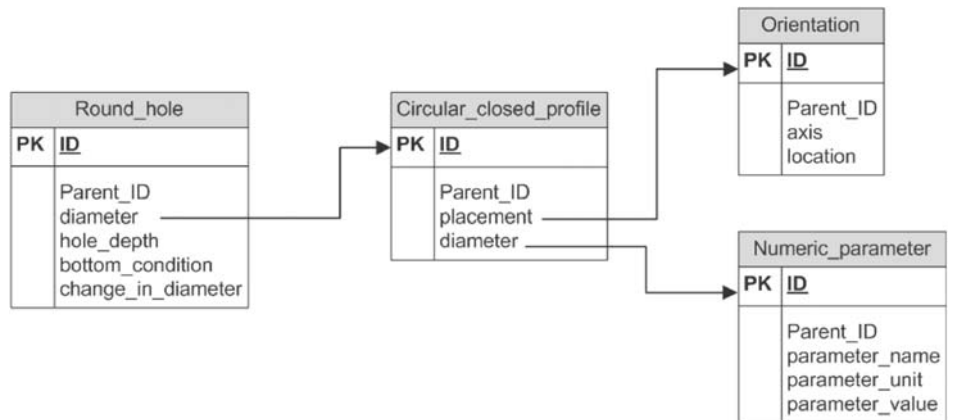 Round_hole
PK ID
Parent_ID
diameter
hole_depth
bottom_condition
change_in_diameter
Circular_closed_profile
PK ID
Parent_ID
placement
diameter
Orientation
PK ID
Parent_ID
axis
location
Numeric_parameter
PK ID
Parent_ID
parameter_name
parameter_unit
parameter_value